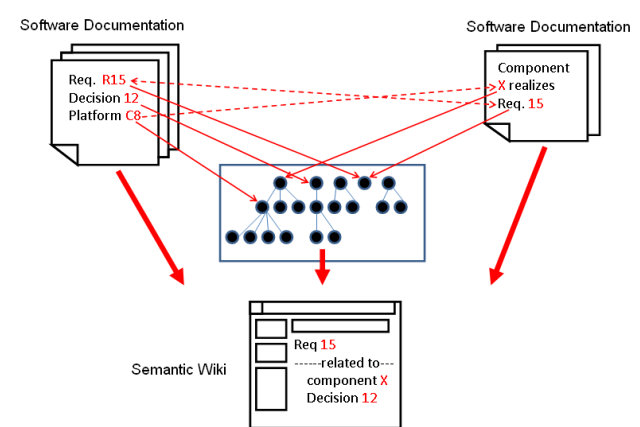 Software Documentation
Req. R15
Decision 12
Platform C8
Software Documentation
Component
X realizes
Req. 15
Semantic Wiki
Req 15
------related to---
component X
Decision 12